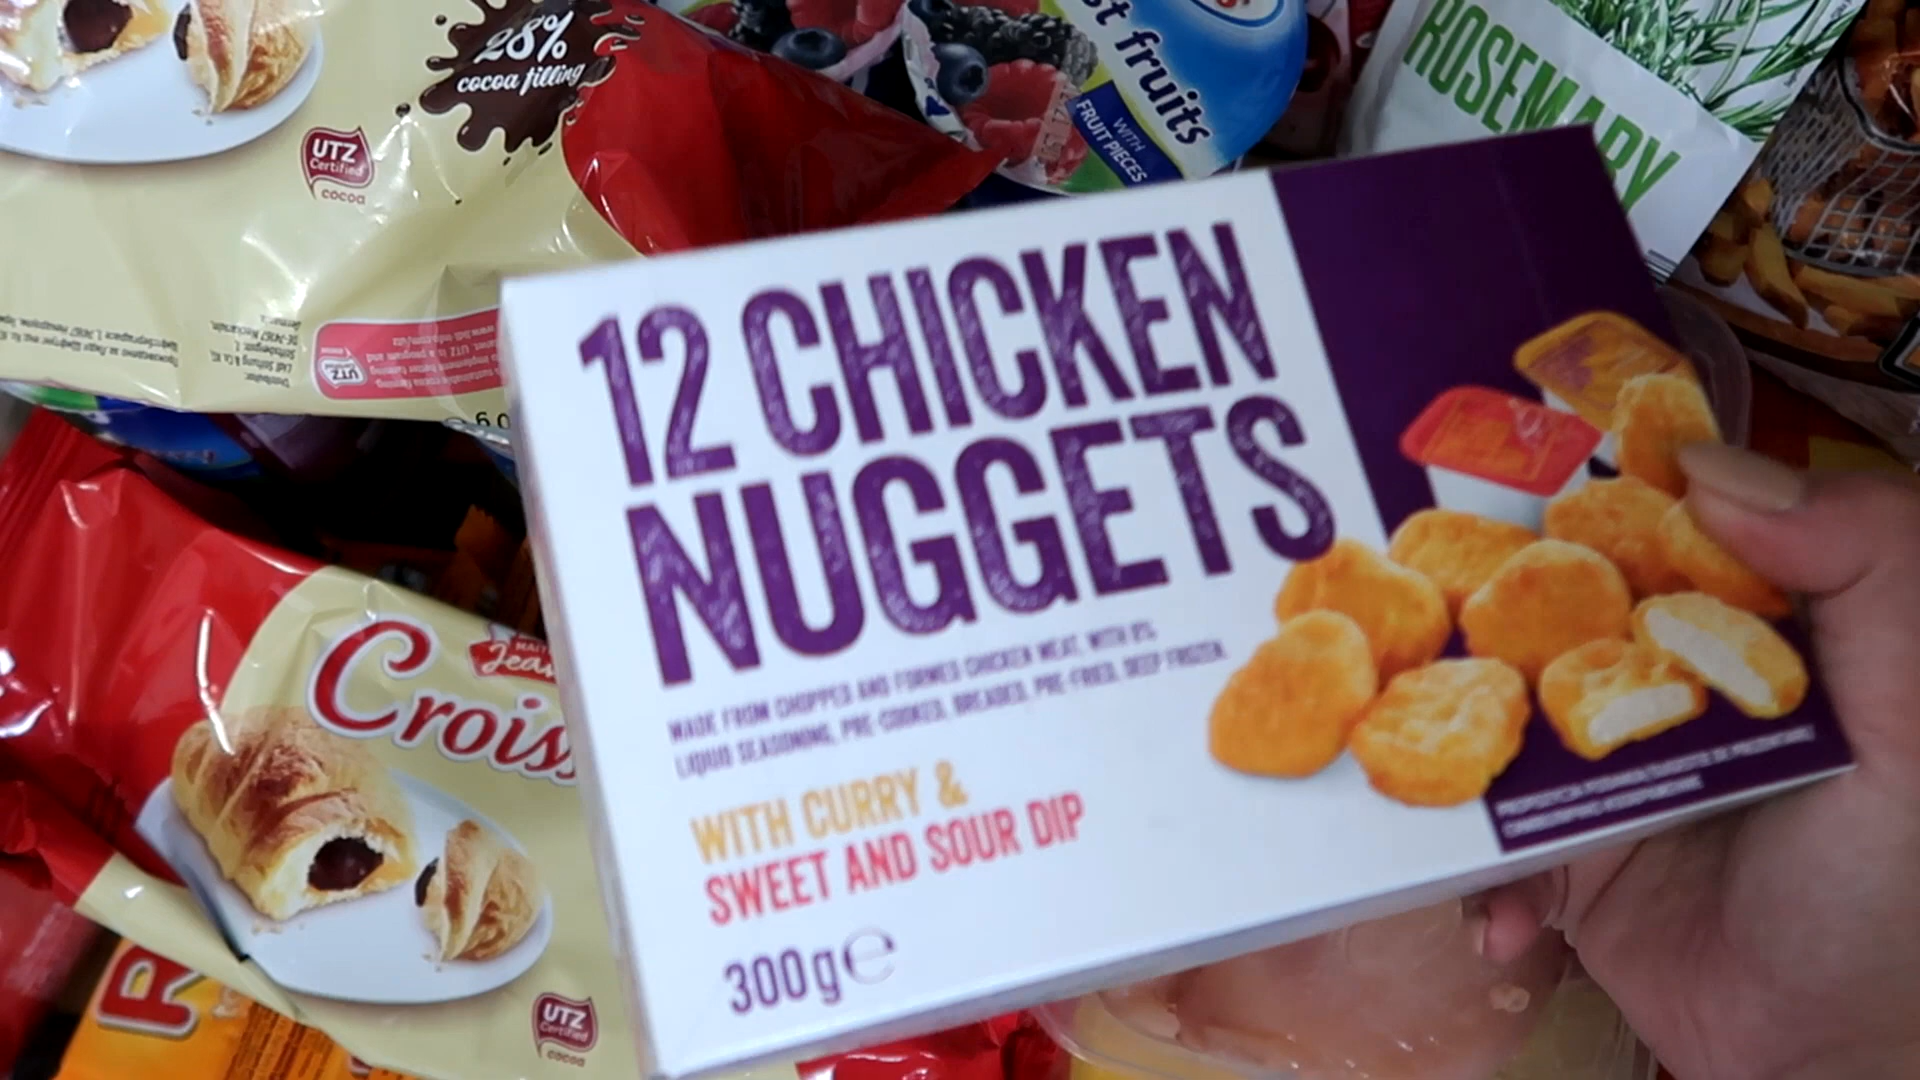 28%
cocoa filling
UTZ
Certified
cocoa
st fruits
WITH
FRUIT PIECES
ROSEMARY
12 CHICKEN
NUGGETS
MADE FROM CHOPPED AND FORMED CHICKEN MEAT, WITH 8%
LIQUID SEASONING, PRE-COOKED, BREADED, PRE-FRIED, DEEP FROZEN.
WITH CURRY &
SWEET AND SOUR DIP
300g℮
Jean
Crois
UTZ
Certified
cocoa
R